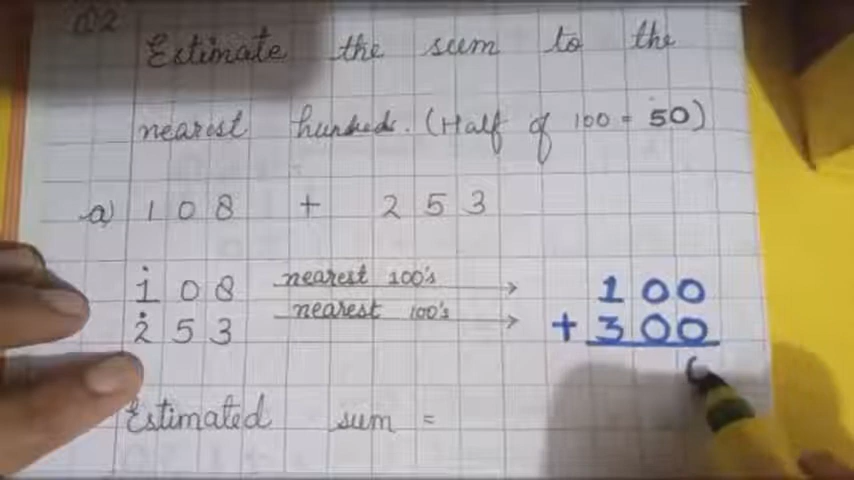 Q2
Estimate the sum to the
nearest hundreds. (Half of 100 = 50)
a) 108 + 253
108 nearest 100's → 100
253 nearest 100's → + 300
Estimated sum =